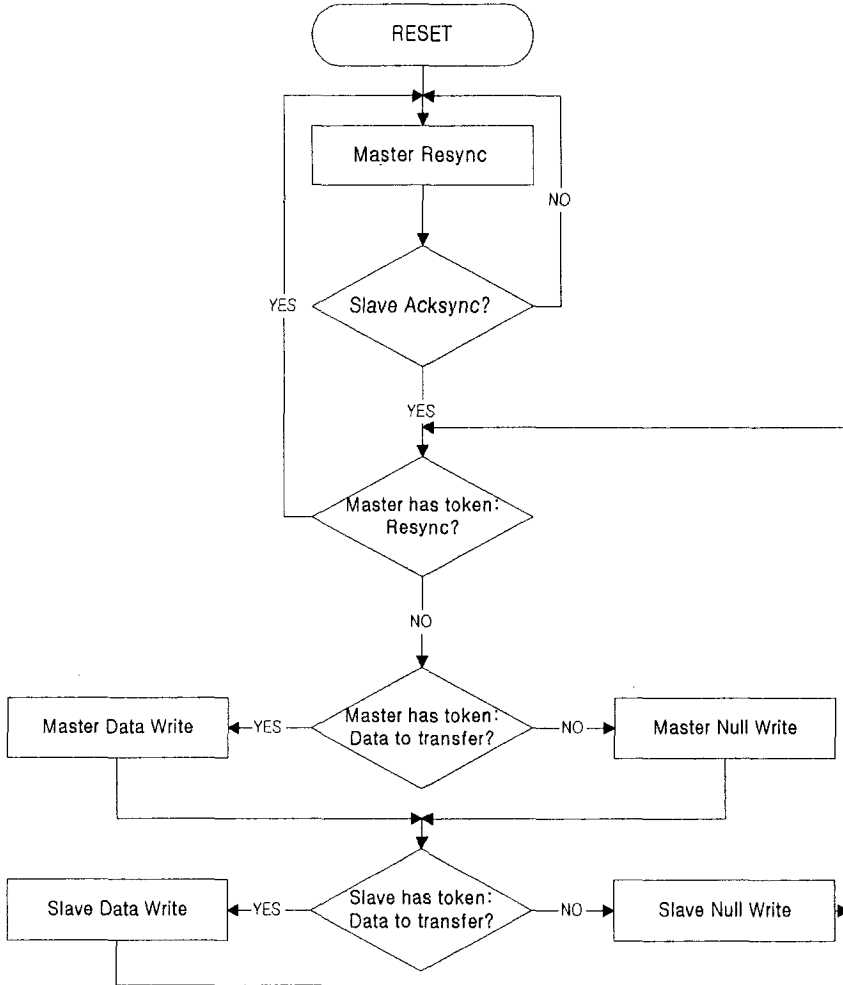 RESET
Master Resync
NO
Slave Acksync?
YES
YES
Master has token:
Resync?
NO
Master Data Write
YES
Master has token:
Data to transfer?
NO
Master Null Write
Slave Data Write
YES
Slave has token:
Data to transfer?
NO
Slave Null Write